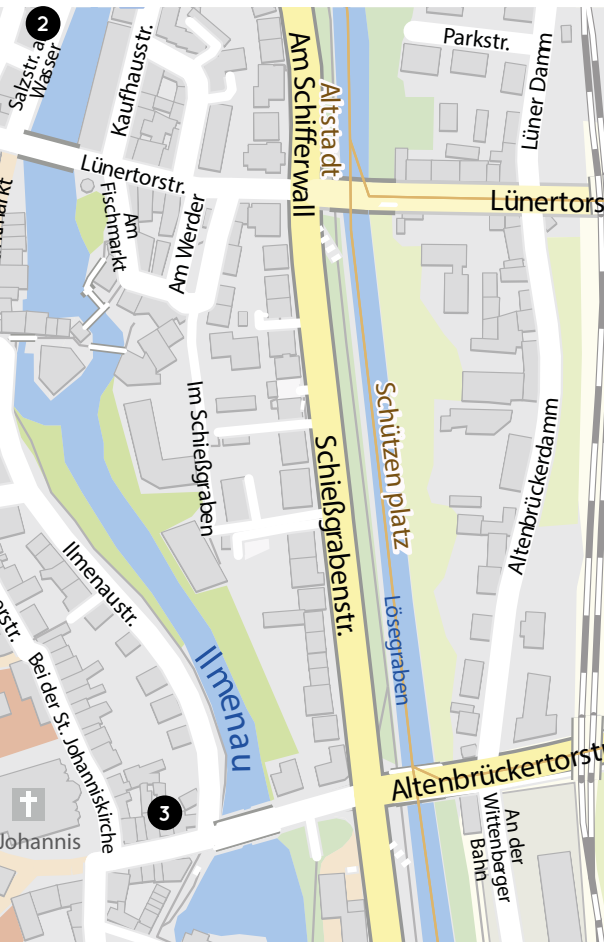 2
Parkstr.
Salzstr. a
Wasser
Kaufhausstr.
Am Schifferwall
Altstadt
Lüner Damm
Lünertorstr.
Lünertors
Am
Fischmarkt
Am Werder
Im Schießgraben
Schützenplatz
Schießgrabenstr.
Altenbrückerdamm
Ilmenaustr.
Lösegraben
Ilmenau
Bei der St. Johanniskirche
Altenbrückertorstr
3
Johannis
An der
Wittenberger
Bahn